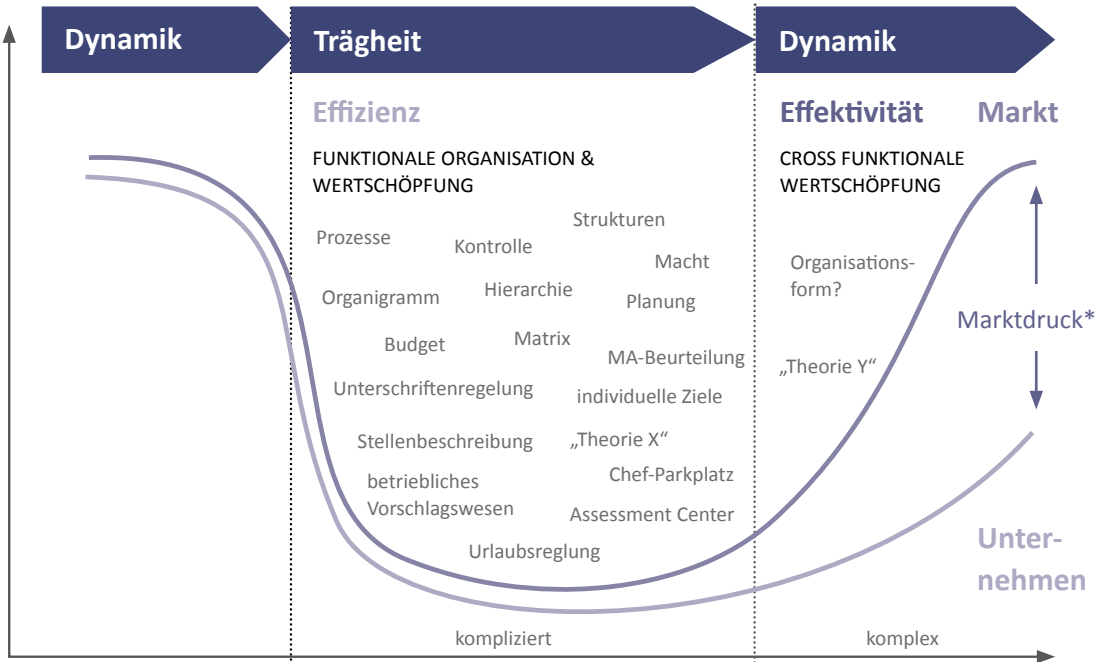 Dynamik
Trägheit
Dynamik
Effizienz
Effektivität
Markt
FUNKTIONALE ORGANISATION &
WERTSCHÖPFUNG
CROSS FUNKTIONALE
WERTSCHÖPFUNG
Strukturen
Prozesse
Kontrolle
Macht
Organisations-
form?
Organigramm
Hierarchie
Planung
Marktdruck*
Budget
Matrix
MA-Beurteilung
„Theorie Y“
Unterschriftenregelung
individuelle Ziele
Stellenbeschreibung
„Theorie X“
betriebliches
Vorschlagswesen
Chef-Parkplatz
Assessment Center
Urlaubsreglung
Unter-
nehmen
kompliziert
komplex